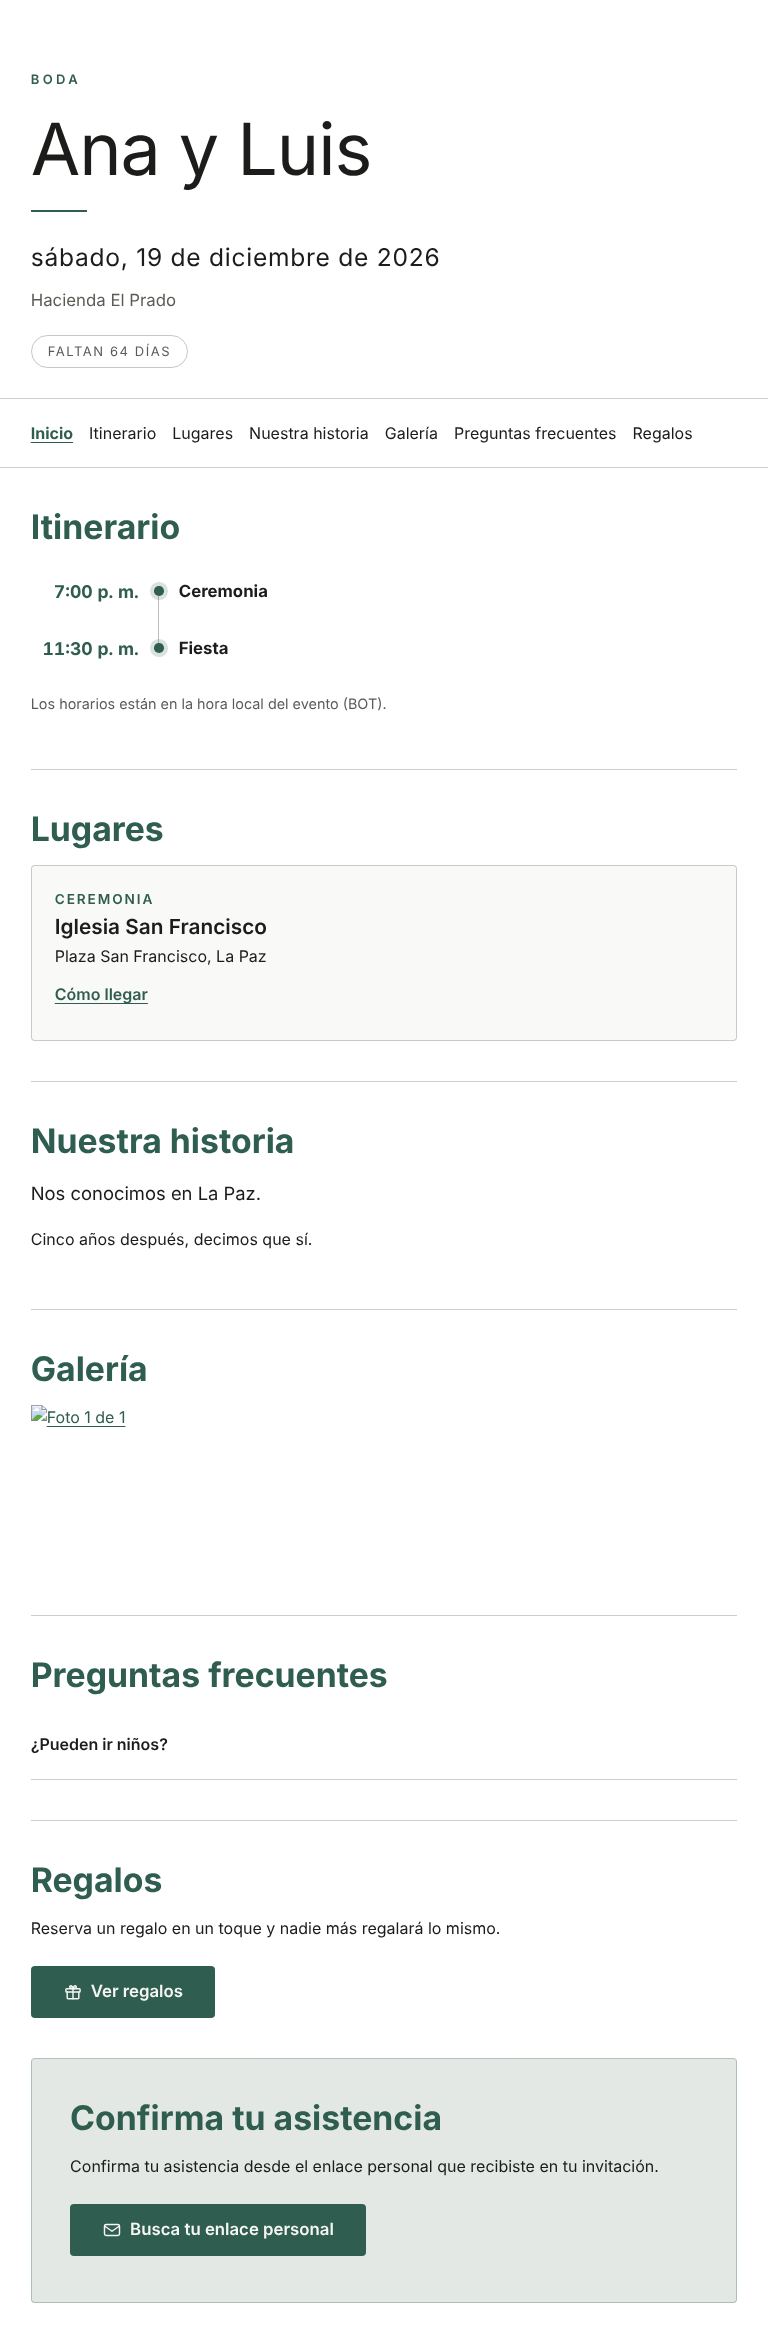 BODA
Ana y Luis
sábado, 19 de diciembre de 2026
Hacienda El Prado
FALTAN 64 DÍAS
Inicio Itinerario Lugares Nuestra historia Galería Preguntas frecuentes Regalos
Itinerario
7:00 p. m. Ceremonia
11:30 p. m. Fiesta
Los horarios están en la hora local del evento (BOT).
Lugares
CEREMONIA
Iglesia San Francisco
Plaza San Francisco, La Paz
Cómo llegar
Nuestra historia
Nos conocimos en La Paz.
Cinco años después, decimos que sí.
Galería
Foto 1 de 1
Preguntas frecuentes
¿Pueden ir niños?
Regalos
Reserva un regalo en un toque y nadie más regalará lo mismo.
Ver regalos
Confirma tu asistencia
Confirma tu asistencia desde el enlace personal que recibiste en tu invitación.
Busca tu enlace personal